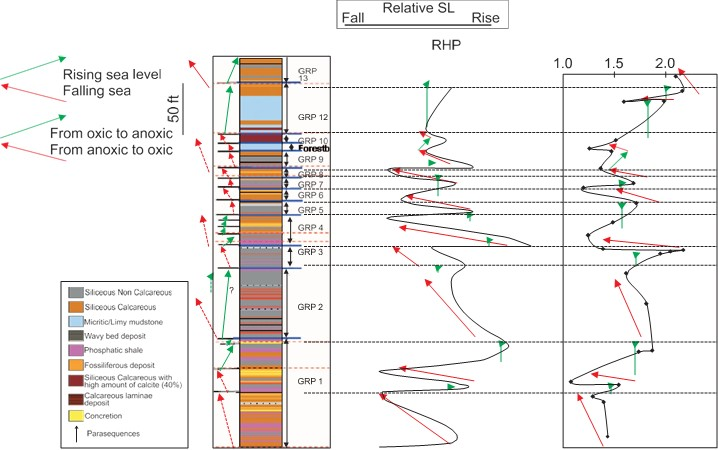 Relative SL
Fall Rise
RHP
1.0 1.5 2.0
Rising sea level
Falling sea
50 ft
From oxic to anoxic
From anoxic to oxic
GRP
13
GRP 12
GRP 10
Forestb
GRP 9
GRP 8
GRP 7
GRP 6
GRP 5
GRP 4
GRP 3
?
GRP 2
GRP 1
Siliceous Non Calcareous
Siliceous Calcareous
Micritic/Limy mudstone
Wavy bed deposit
Phosphatic shale
Fossiliferous deposit
Siliceous Calcareous with
high amount of calcite (40%)
Calcareous laminae
deposit
Concretion
Parasequences